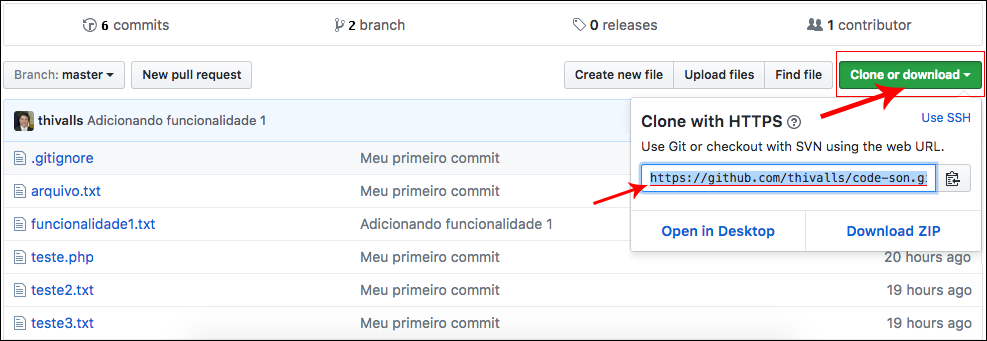 6 commits 2 branch 0 releases 1 contributor
Branch: master New pull request Create new file Upload files Find file Clone or download
thivalls Adicionando funcionalidade 1
Clone with HTTPS ? Use SSH
Use Git or checkout with SVN using the web URL.
https://github.com/thivalls/code-son.gi
Open in Desktop Download ZIP
.gitignore Meu primeiro commit
arquivo.txt Meu primeiro commit
funcionalidade1.txt Adicionando funcionalidade 1
teste.php Meu primeiro commit 20 hours ago
teste2.txt Meu primeiro commit 19 hours ago
teste3.txt Meu primeiro commit 19 hours ago